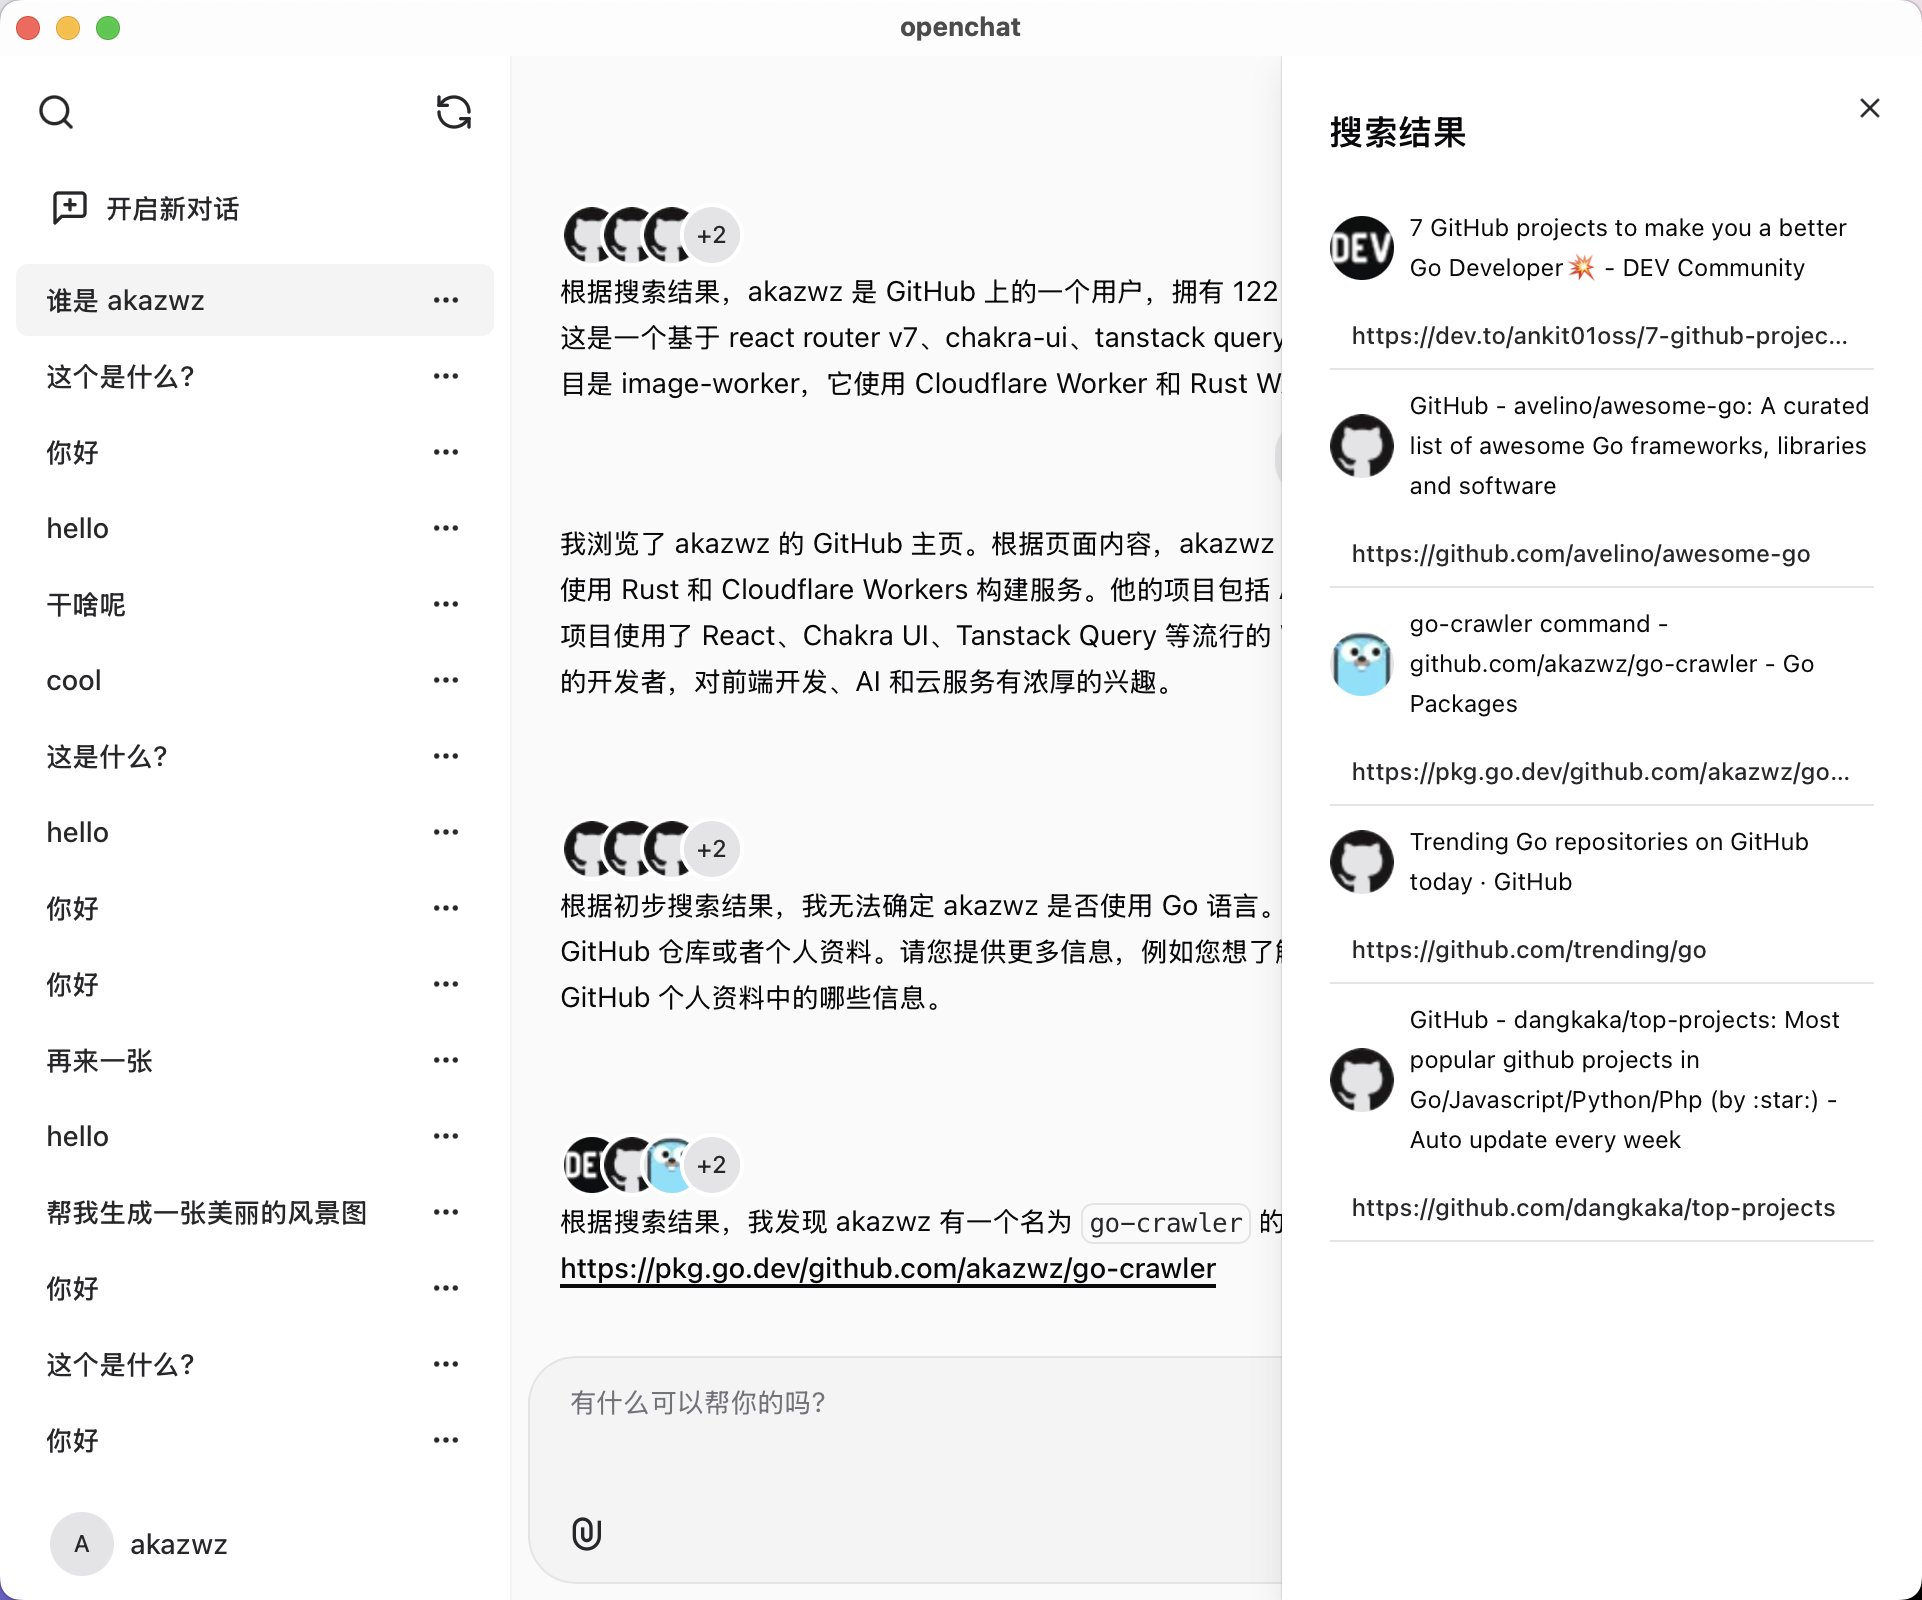 openchat
开启新对话
谁是 akazwz
这个是什么?
你好
hello
干啥呢
cool
这是什么?
hello
你好
你好
再来一张
hello
帮我生成一张美丽的风景图
你好
这个是什么?
你好
A
akazwz
+2
根据搜索结果，akazwz 是 GitHub 上的一个用户，拥有 122
这是一个基于 react router v7、chakra-ui、tanstack query
目是 image-worker，它使用 Cloudflare Worker 和 Rust
我浏览了 akazwz 的 GitHub 主页。根据页面内容，akazwz
使用 Rust 和 Cloudflare Workers 构建服务。他的项目包括
项目使用了 React、Chakra UI、Tanstack Query 等流行的
的开发者，对前端开发、AI 和云服务有浓厚的兴趣。
+2
根据初步搜索结果，我无法确定 akazwz 是否使用 Go 语言。
GitHub 仓库或者个人资料。请您提供更多信息，例如您想了解
GitHub 个人资料中的哪些信息。
+2
根据搜索结果，我发现 akazwz 有一个名为 go-crawler 的
https://pkg.go.dev/github.com/akazwz/go-crawler
有什么可以帮你的吗?
搜索结果
DEV
7 GitHub projects to make you a better
Go Developer💥 - DEV Community
https://dev.to/ankit01oss/7-github-projec...
GitHub - avelino/awesome-go: A curated
list of awesome Go frameworks, libraries
and software
https://github.com/avelino/awesome-go
go-crawler command -
github.com/akazwz/go-crawler - Go
Packages
https://pkg.go.dev/github.com/akazwz/go...
Trending Go repositories on GitHub
today · GitHub
https://github.com/trending/go
GitHub - dangkaka/top-projects: Most
popular github projects in
Go/Javascript/Python/Php (by :star:) -
Auto update every week
https://github.com/dangkaka/top-projects